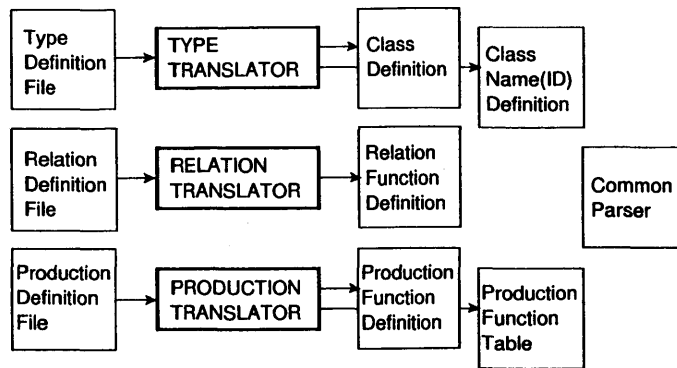 Type
Definition
File
TYPE
TRANSLATOR
Class
Definition
Class
Name(ID)
Definition
Relation
Definition
File
RELATION
TRANSLATOR
Relation
Function
Definition
Common
Parser
Production
Definition
File
PRODUCTION
TRANSLATOR
Production
Function
Definition
Production
Function
Table